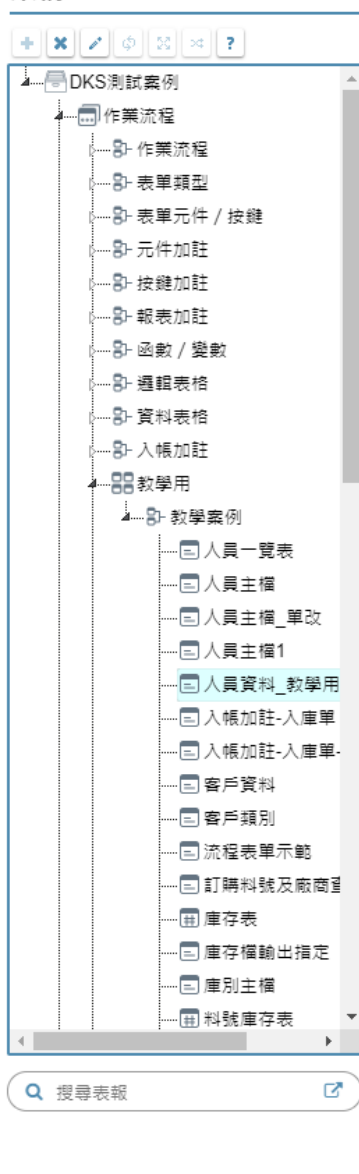 ?
DKS測試案例
作業流程
作業流程
表單類型
表單元件 / 按鍵
元件加註
按鍵加註
報表加註
函數 / 變數
邏輯表格
資料表格
入帳加註
教學用
教學案例
人員一覽表
人員主檔
人員主檔_單改
人員主檔1
人員資料_教學用
入帳加註-入庫單
入帳加註-入庫單-
客戶資料
客戶類別
流程表單示範
訂購料號及廠商
庫存表
庫存檔輸出指定
庫別主檔
料號庫存表
搜尋表報